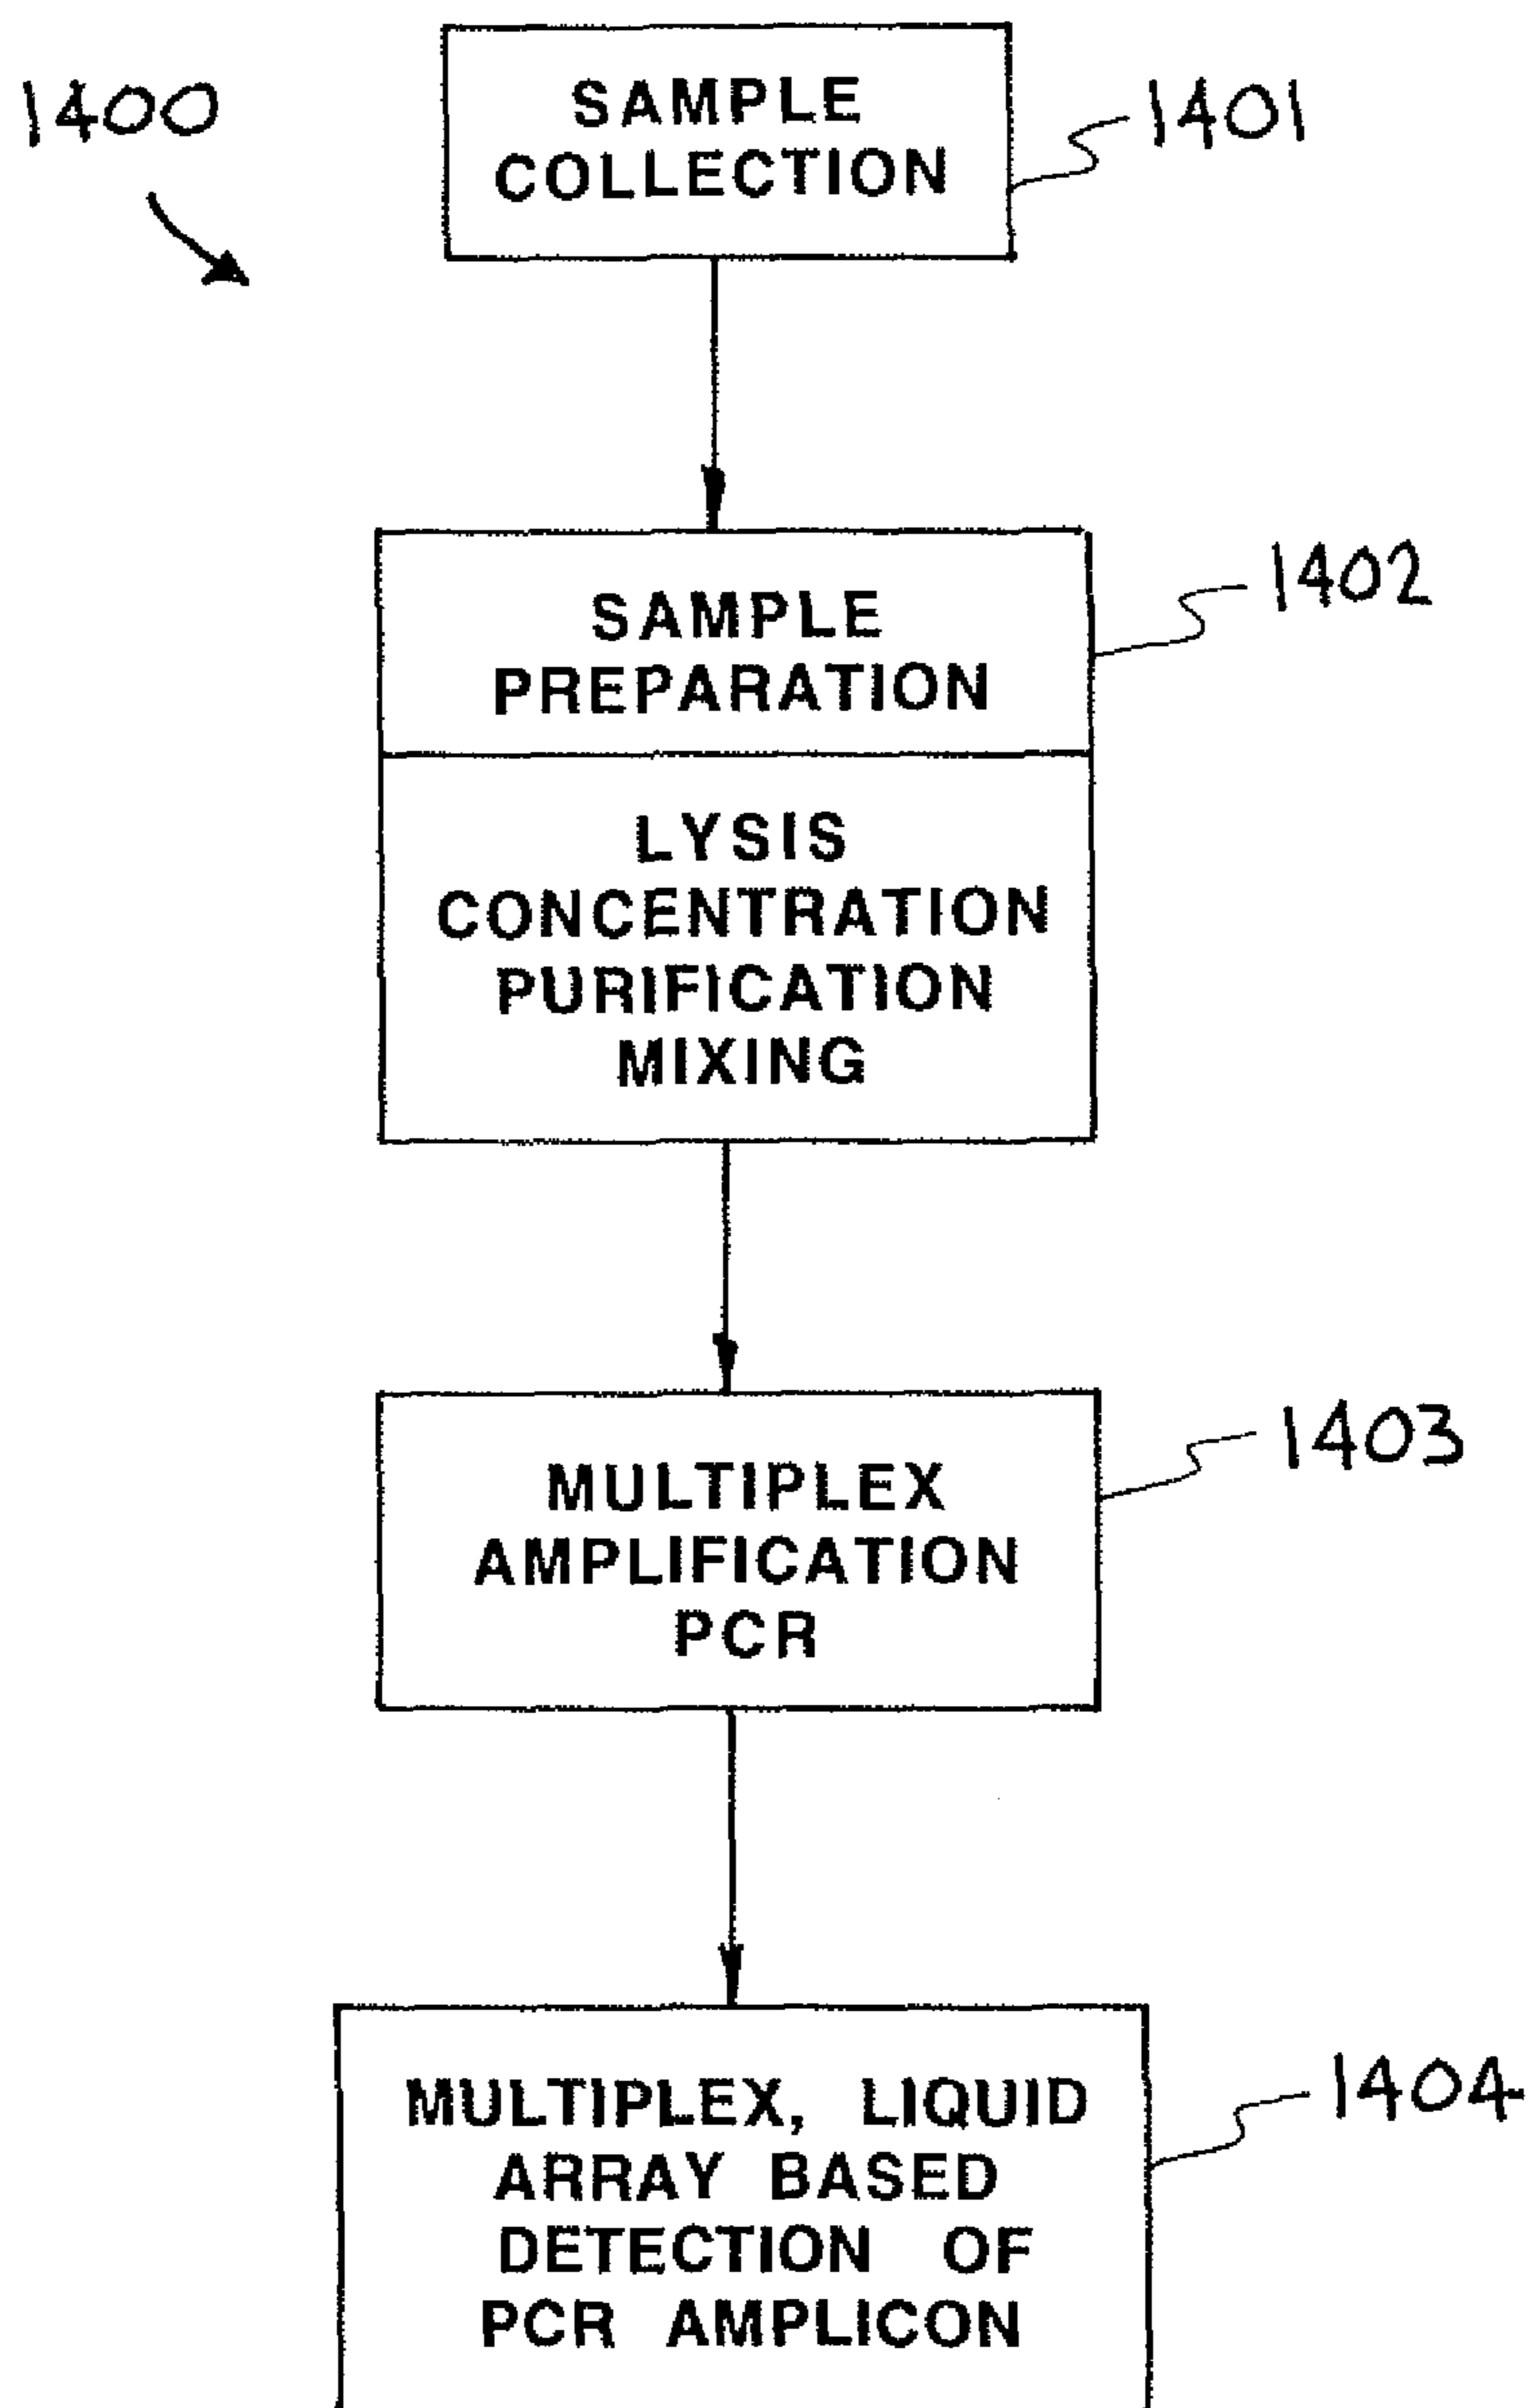 1400
SAMPLE
COLLECTION
1401
SAMPLE
PREPARATION
1402
LYSIS
CONCENTRATION
PURIFICATION
MIXING
MULTIPLEX
AMPLIFICATION
PCR
1403
MULTIPLEX, LIQUID
ARRAY BASED
DETECTION OF
PCR AMPLICON
1404